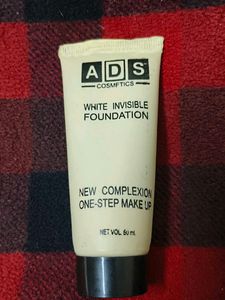 ADS
COSMETICS
WHITE INVISIBLE
FOUNDATION
NEW COMPLEXION
ONE-STEP MAKE UP
NET VOL. 60 ml.